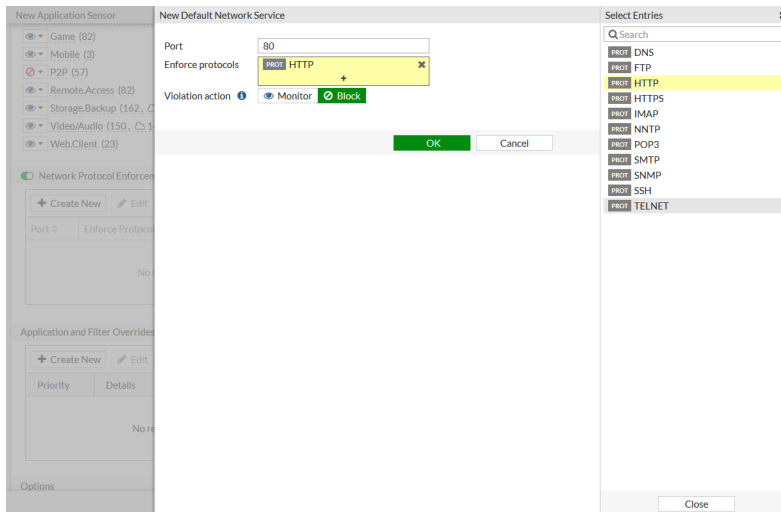 New Application Sensor
Game (82)
Mobile (3)
P2P (57)
Remote.Access (82)
Storage.Backup (162,
Video/Audio (150,
Web.Client (23)
Network Protocol Enforcem
+ Create New Edit
Port Enforce Protoco
No
Application and Filter Overrides
+ Create New Edit
Priority Details
No re
Options
New Default Network Service
Port 80
Enforce protocols PROT HTTP ✖
+
Violation action Monitor Block
OK Cancel
Select Entries
Search
PROT DNS
PROT FTP
PROT HTTP
PROT HTTPS
PROT IMAP
PROT NNTP
PROT POP3
PROT SMTP
PROT SNMP
PROT SSH
PROT TELNET
Close